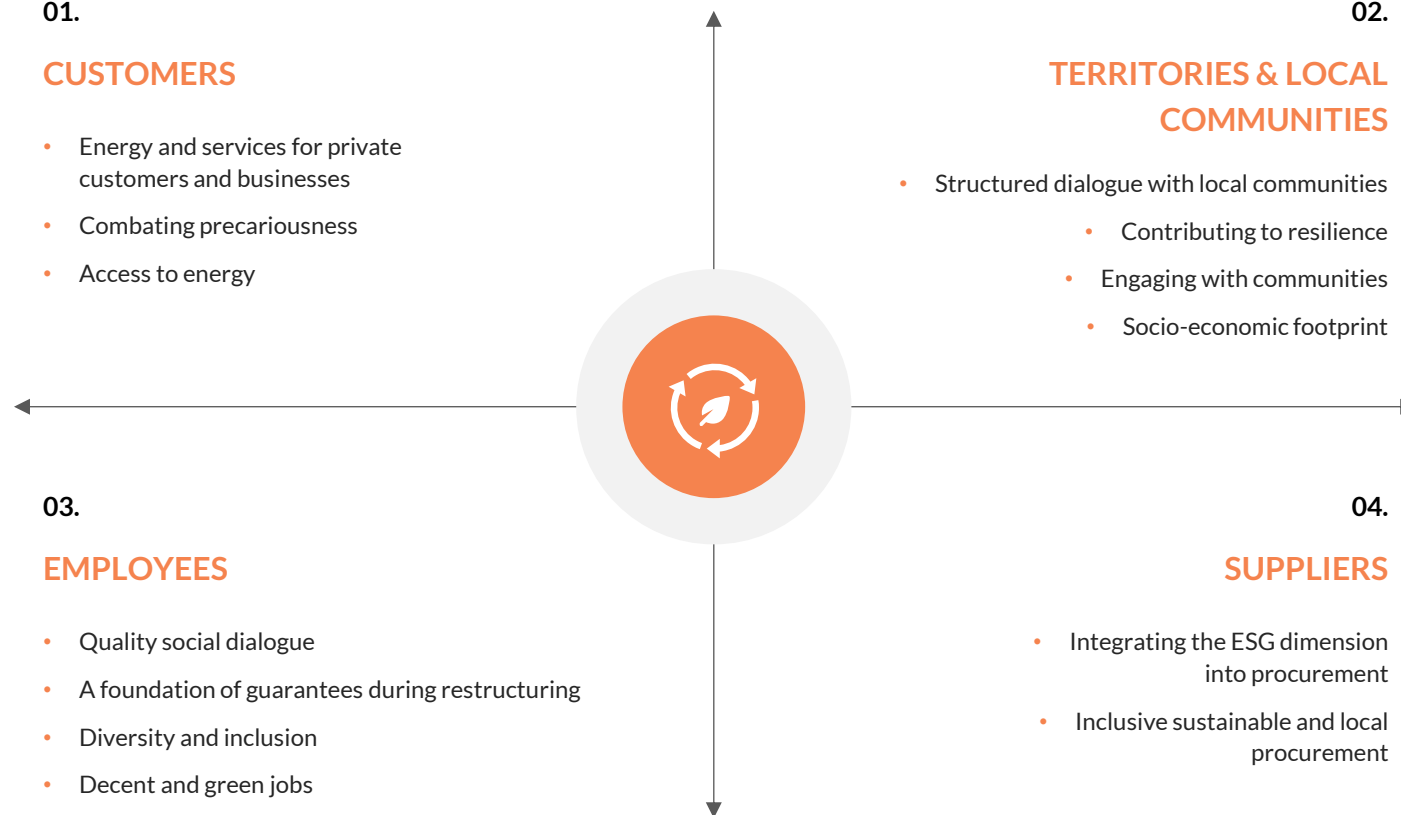 01.
CUSTOMERS
• Energy and services for private
customers and businesses
• Combating precariousness
• Access to energy
02.
TERRITORIES & LOCAL
COMMUNITIES
• Structured dialogue with local communities
• Contributing to resilience
• Engaging with communities
• Socio-economic footprint
03.
EMPLOYEES
• Quality social dialogue
• A foundation of guarantees during restructuring
• Diversity and inclusion
• Decent and green jobs
04.
SUPPLIERS
• Integrating the ESG dimension
into procurement
• Inclusive sustainable and local
procurement